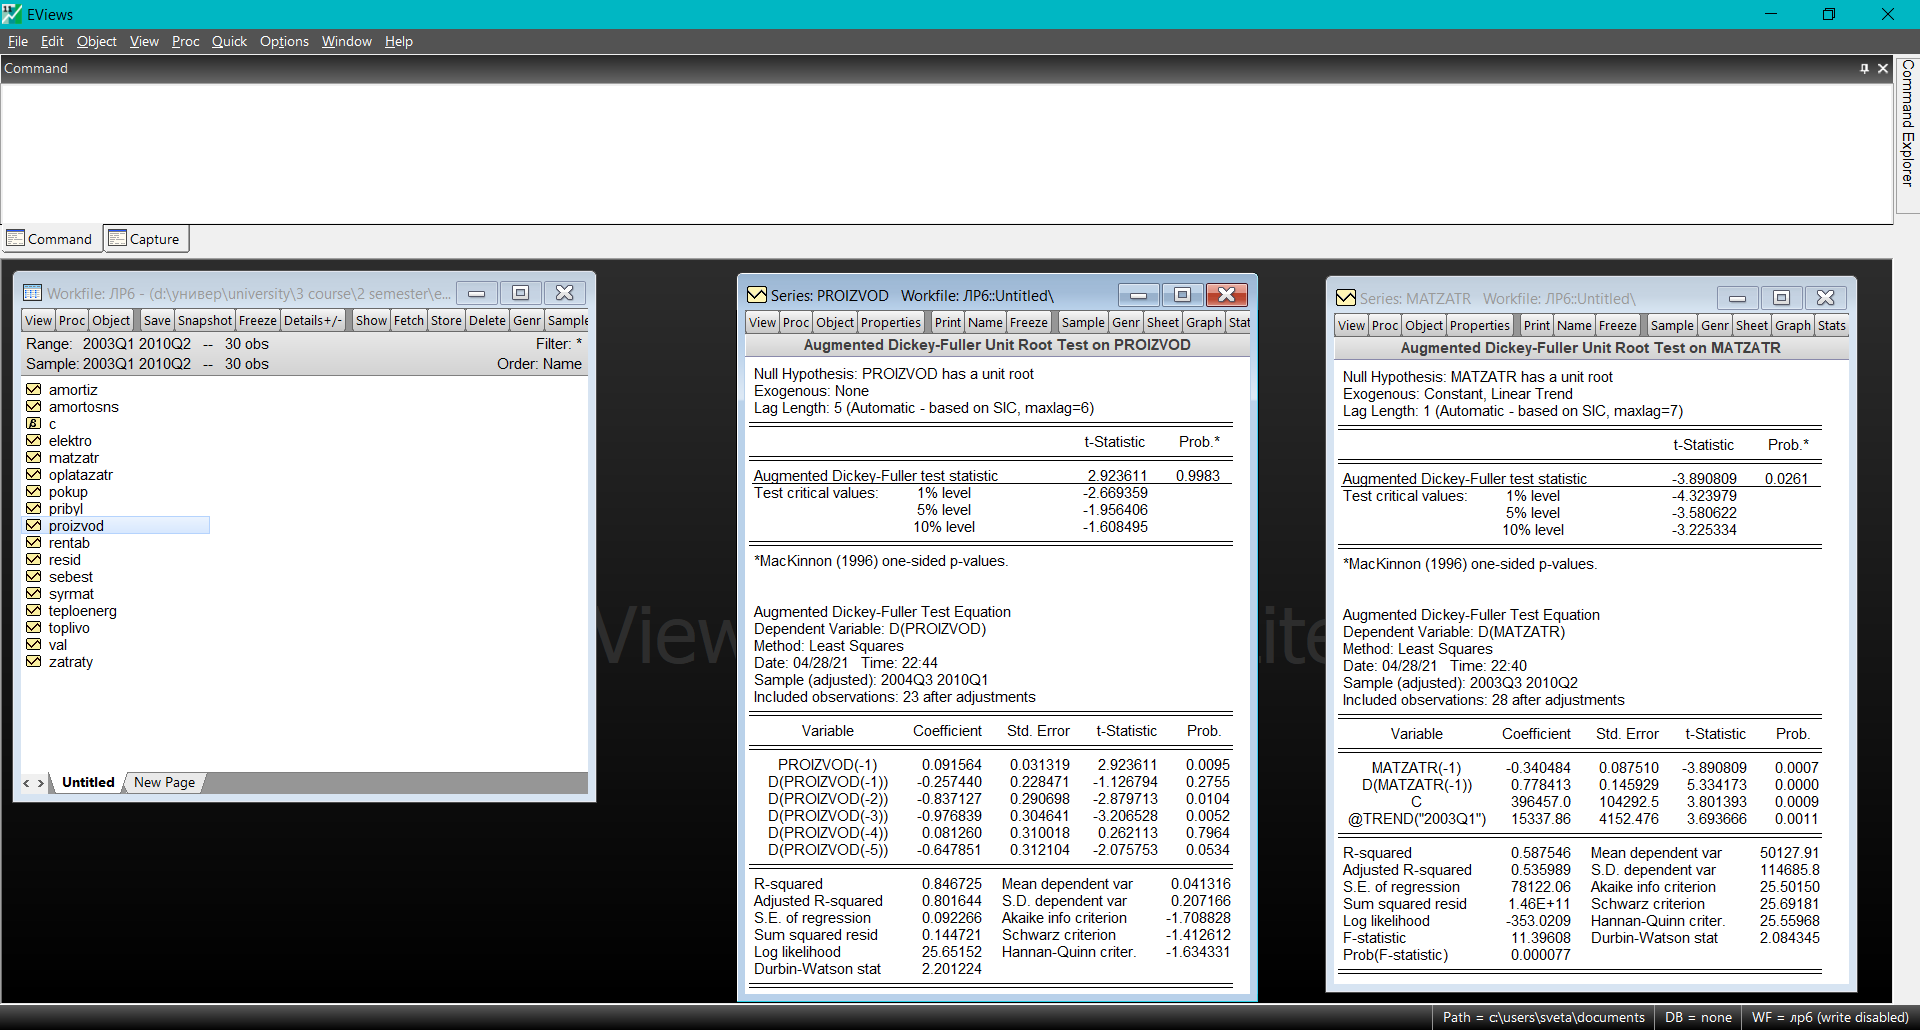 EViews
File Edit Object View Proc Quick Options Window Help
Command
Command Explorer
Command Capture
Workfile: ЛР6 - (d:\универ\university\3 course\2 semester\e...
View Proc Object Save Snapshot Freeze Details+/- Show Fetch Store Delete Genr Sample
Range: 2003Q1 2010Q2 -- 30 obs Filter: *
Sample: 2003Q1 2010Q2 -- 30 obs Order: Name
amortiz
amortosns
c
elektro
matzatr
oplatazatr
pokup
pribyl
proizvod
rentab
resid
sebest
syrmat
teploenerg
toplivo
val
zatraty
Untitled New Page
Series: PROIZVOD Workfile: ЛР6::Untitled\
View Proc Object Properties Print Name Freeze Sample Genr Sheet Graph Stat
Augmented Dickey-Fuller Unit Root Test on PROIZVOD
Null Hypothesis: PROIZVOD has a unit root
Exogenous: None
Lag Length: 5 (Automatic - based on SIC, maxlag=6)
t-Statistic Prob.*
Augmented Dickey-Fuller test statistic 2.923611 0.9983
Test critical values: 1% level -2.669359
5% level -1.956406
10% level -1.608495
*MacKinnon (1996) one-sided p-values.
Augmented Dickey-Fuller Test Equation
Dependent Variable: D(PROIZVOD)
Method: Least Squares
Date: 04/28/21 Time: 22:44
Sample (adjusted): 2004Q3 2010Q1
Included observations: 23 after adjustments
Variable Coefficient Std. Error t-Statistic Prob.
PROIZVOD(-1) 0.091564 0.031319 2.923611 0.0095
D(PROIZVOD(-1)) -0.257440 0.228471 -1.126794 0.2755
D(PROIZVOD(-2)) -0.837127 0.290698 -2.879713 0.0104
D(PROIZVOD(-3)) -0.976839 0.304641 -3.206528 0.0052
D(PROIZVOD(-4)) 0.081260 0.310018 0.262113 0.7964
D(PROIZVOD(-5)) -0.647851 0.312104 -2.075753 0.0534
R-squared 0.846725 Mean dependent var 0.041316
Adjusted R-squared 0.801644 S.D. dependent var 0.207166
S.E. of regression 0.092266 Akaike info criterion -1.708828
Sum squared resid 0.144721 Schwarz criterion -1.412612
Log likelihood 25.65152 Hannan-Quinn criter. -1.634331
Durbin-Watson stat 2.201224
Series: MATZATR Workfile: ЛР6::Untitled\
View Proc Object Properties Print Name Freeze Sample Genr Sheet Graph Stats
Augmented Dickey-Fuller Unit Root Test on MATZATR
Null Hypothesis: MATZATR has a unit root
Exogenous: Constant, Linear Trend
Lag Length: 1 (Automatic - based on SIC, maxlag=7)
t-Statistic Prob.*
Augmented Dickey-Fuller test statistic -3.890809 0.0261
Test critical values: 1% level -4.323979
5% level -3.580622
10% level -3.225334
*MacKinnon (1996) one-sided p-values.
Augmented Dickey-Fuller Test Equation
Dependent Variable: D(MATZATR)
Method: Least Squares
Date: 04/28/21 Time: 22:40
Sample (adjusted): 2003Q3 2010Q2
Included observations: 28 after adjustments
Variable Coefficient Std. Error t-Statistic Prob.
MATZATR(-1) -0.340484 0.087510 -3.890809 0.0007
D(MATZATR(-1)) 0.778413 0.145929 5.334173 0.0000
C 396457.0 104292.5 3.801393 0.0009
@TREND("2003Q1") 15337.86 4152.476 3.693666 0.0011
R-squared 0.587546 Mean dependent var 50127.91
Adjusted R-squared 0.535989 S.D. dependent var 114685.8
S.E. of regression 78122.06 Akaike info criterion 25.50150
Sum squared resid 1.46E+11 Schwarz criterion 25.69181
Log likelihood -353.0209 Hannan-Quinn criter. 25.55968
F-statistic 11.39608 Durbin-Watson stat 2.084345
Prob(F-statistic) 0.000077
Path = c:\users\sveta\documents DB = none WF = лр6 (write disabled)